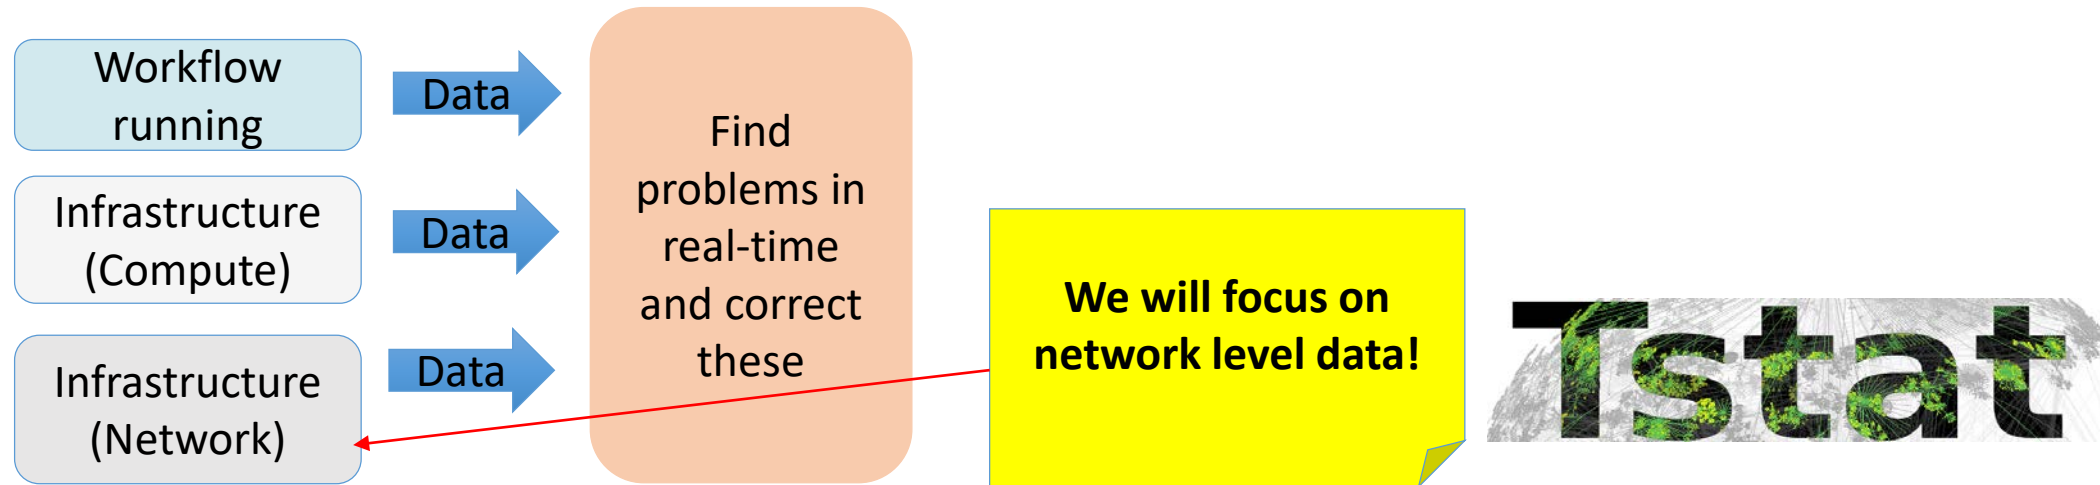 Workflow
running
Data
Infrastructure
(Compute)
Data
Infrastructure
(Network)
Data
Find
problems in
real-time
and correct
these
We will focus on
network level data!
Tstat